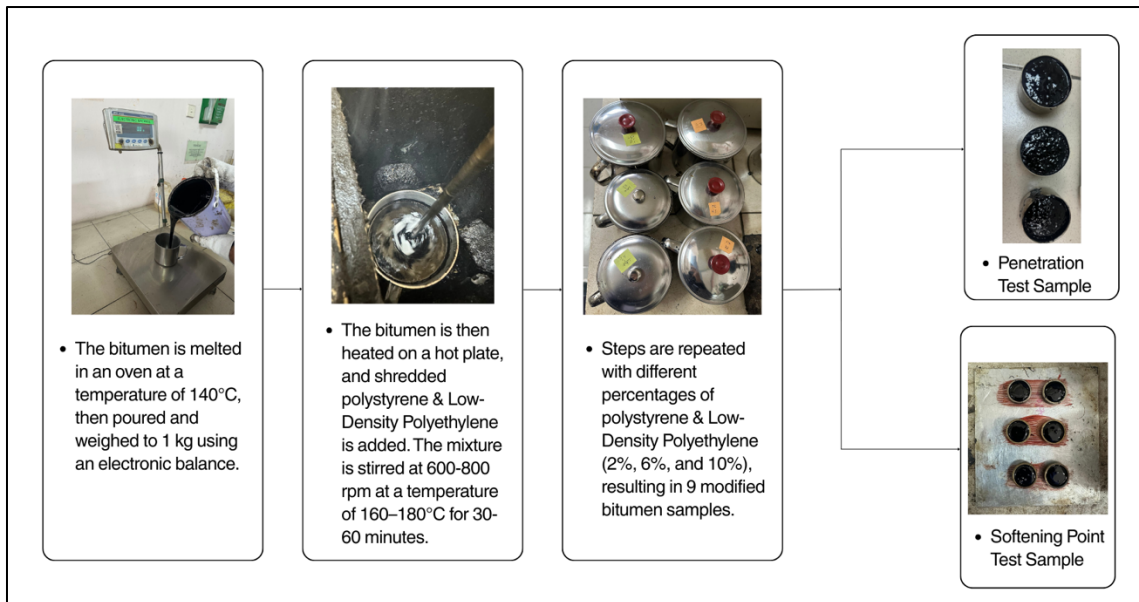 • The bitumen is melted
in an oven at a
temperature of 140°C,
then poured and
weighed to 1 kg using
an electronic balance.
• The bitumen is then
heated on a hot plate,
and shredded
polystyrene & Low-
Density Polyethylene
is added. The mixture
is stirred at 600-800
rpm at a temperature
of 160–180°C for 30-
60 minutes.
• Steps are repeated
with different
percentages of
polystyrene & Low-
Density Polyethylene
(2%, 6%, and 10%),
resulting in 9 modified
bitumen samples.
• Penetration
Test Sample
• Softening Point
Test Sample